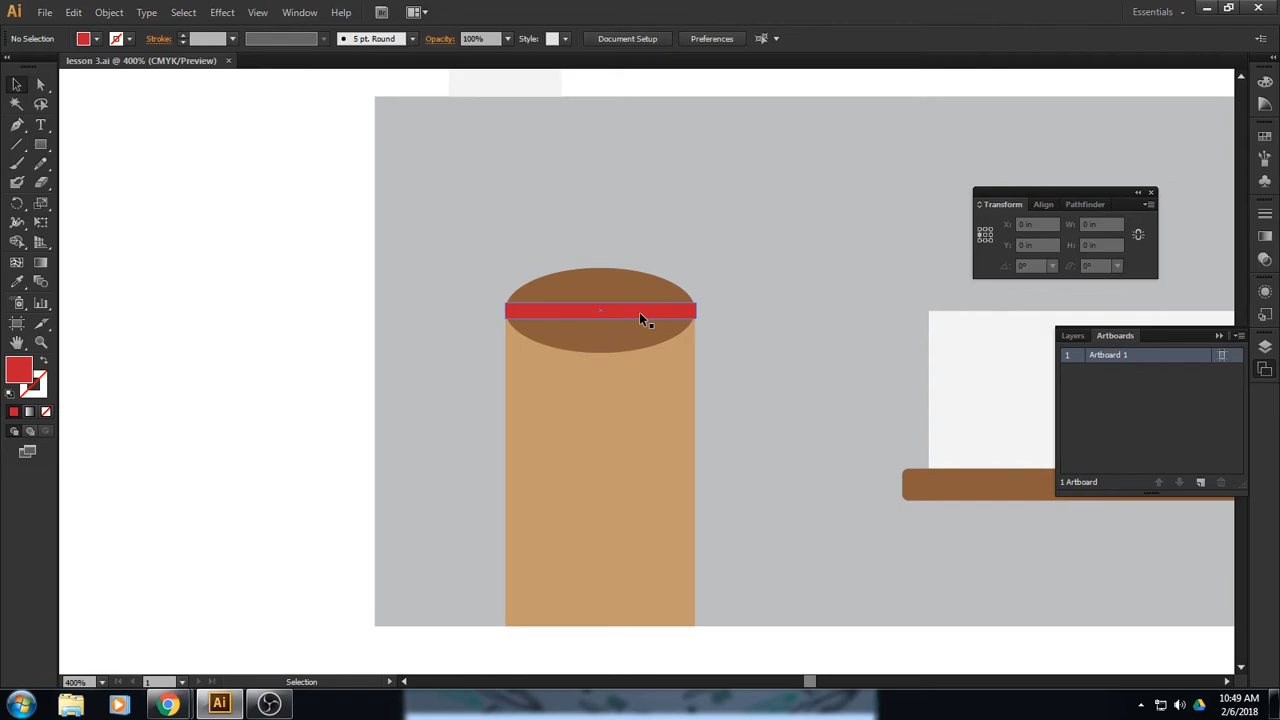 Ai File Edit Object Type Select Effect View Window Help Br Essentials
No Selection Stroke: 5 pt. Round Opacity: 100% Style: Document Setup Preferences
lesson 3.ai @ 400% (CMYK/Preview) ×
T
Transform Align Pathfinder
X: 0 in W: 0 in
Y: 0 in H: 0 in
0° 0°
Layers Artboards
1 Artboard 1
1 Artboard
400% 1 Selection
Ai 10:49 AM
2/6/2018